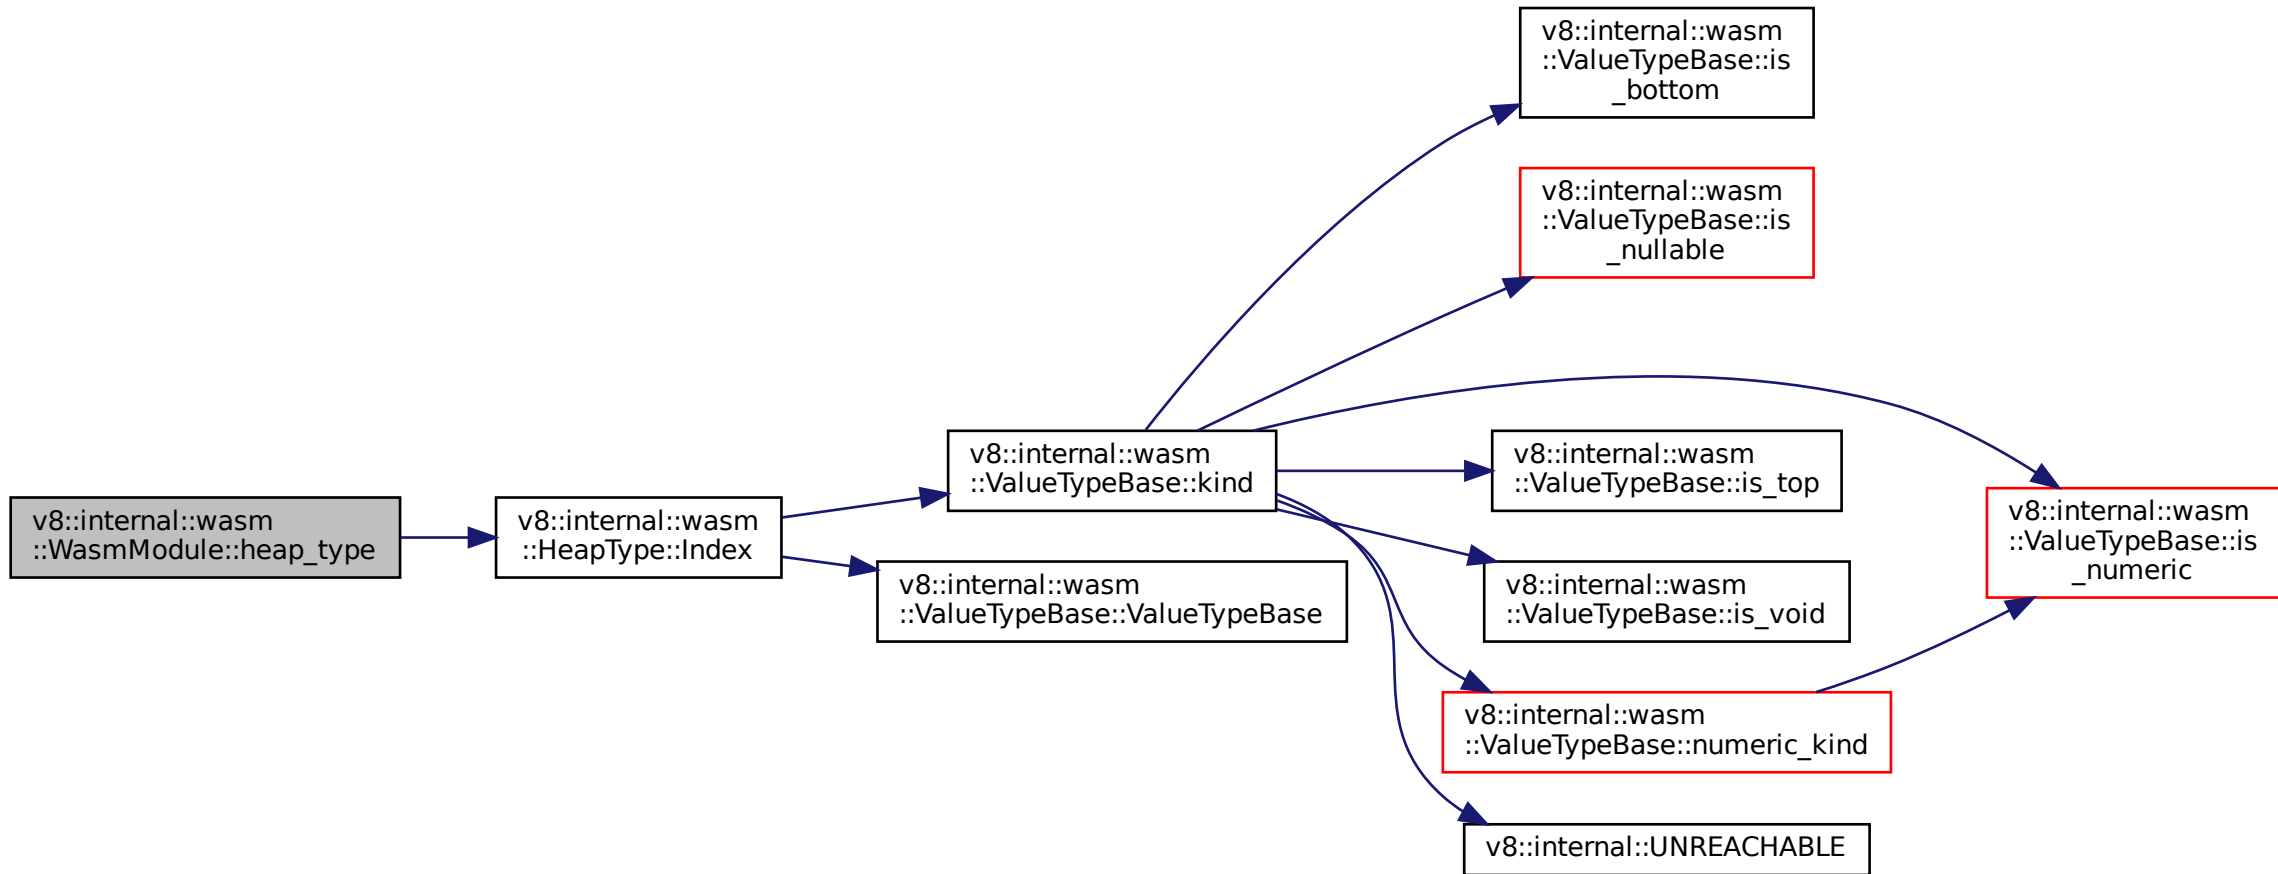 v8::internal::wasm
::WasmModule::heap_type
v8::internal::wasm
::HeapType::Index
v8::internal::wasm
::ValueTypeBase::kind
v8::internal::wasm
::ValueTypeBase::ValueTypeBase
v8::internal::wasm
::ValueTypeBase::is
_bottom
v8::internal::wasm
::ValueTypeBase::is
_nullable
v8::internal::wasm
::ValueTypeBase::is_top
v8::internal::wasm
::ValueTypeBase::is_void
v8::internal::wasm
::ValueTypeBase::numeric_kind
v8::internal::UNREACHABLE
v8::internal::wasm
::ValueTypeBase::is
_numeric